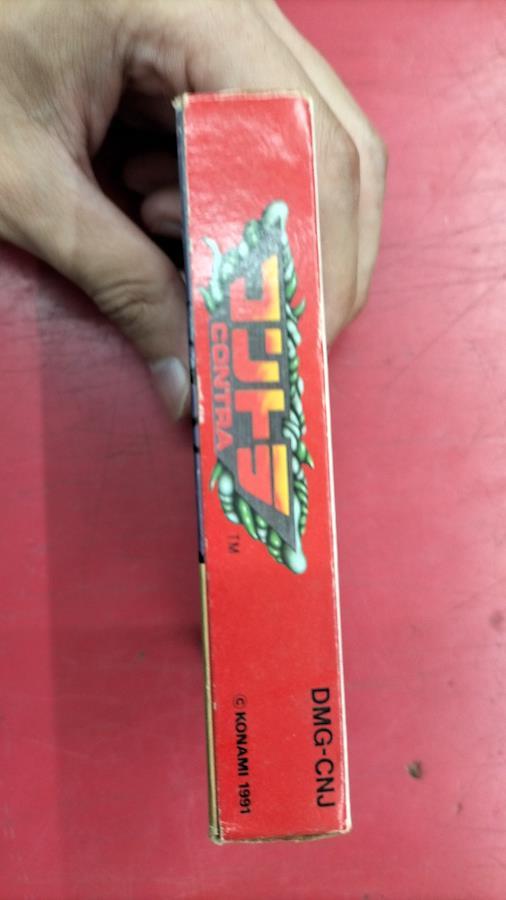 コントラ
CONTRA
TM
DMG-CNJ
© KONAMI 1991